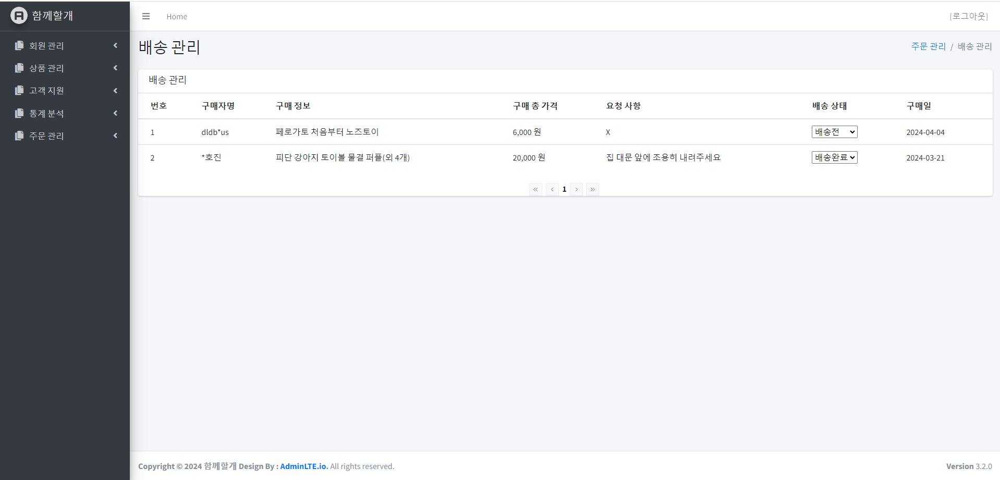 함께할개
Home
[로그아웃]
회원 관리
상품 관리
고객 지원
통계 분석
주문 관리
배송 관리
주문 관리 / 배송 관리
배송 관리
번호 구매자명 구매 정보 구매 총 가격 요청 사항 배송 상태 구매일
1 dldb*us 페로가토 처음부터 노즈토이 6,000 원 X 배송전 2024-04-04
2 *호진 피단 강아지 토이볼 물결 퍼플(외 4개) 20,000 원 집 대문 앞에 조용히 내려주세요 배송완료 2024-03-21
« ‹ 1 › »
Copyright © 2024 함께할개 Design By : AdminLTE.io. All rights reserved.
Version 3.2.0